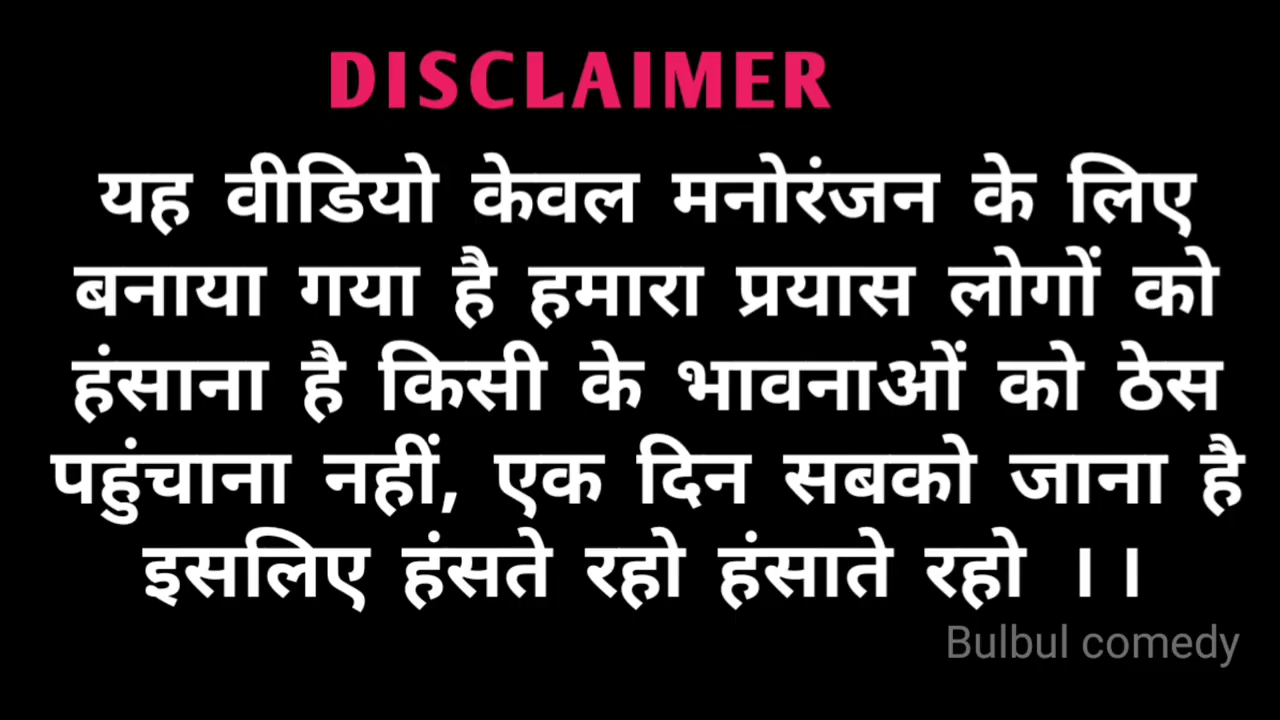 DISCLAIMER
यह वीडियो केवल मनोरंजन के लिए
बनाया गया है हमारा प्रयास लोगों को
हंसाना है किसी के भावनाओं को ठेस
पहुंचाना नहीं, एक दिन सबको जाना है
इसलिए हंसते रहो हंसाते रहो ।।
Bulbul comedy